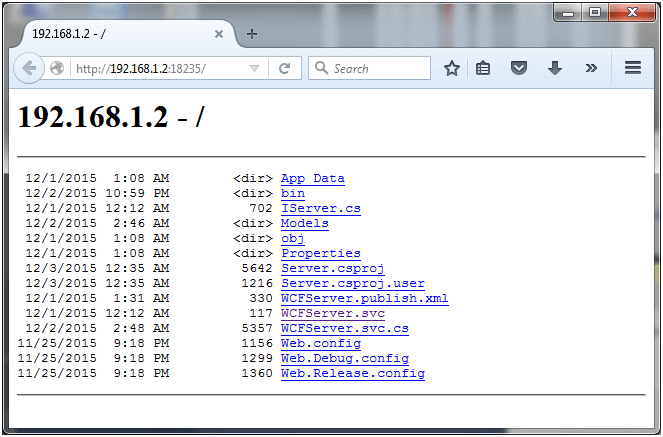 192.168.1.2 - /
http://192.168.1.2:18235/
Search
192.168.1.2 - /
12/1/2015 1:08 AM <dir> App Data
12/2/2015 10:59 PM <dir> bin
12/1/2015 12:12 AM 702 IServer.cs
12/2/2015 2:46 AM <dir> Models
12/1/2015 1:08 AM <dir> obj
12/1/2015 1:08 AM <dir> Properties
12/3/2015 12:35 AM 5642 Server.csproj
12/3/2015 12:35 AM 1216 Server.csproj.user
12/1/2015 1:31 AM 330 WCFServer.publish.xml
12/1/2015 12:12 AM 117 WCFServer.svc
12/2/2015 2:48 AM 5357 WCFServer.svc.cs
11/25/2015 9:18 PM 1156 Web.config
11/25/2015 9:18 PM 1299 Web.Debug.config
11/25/2015 9:18 PM 1360 Web.Release.config